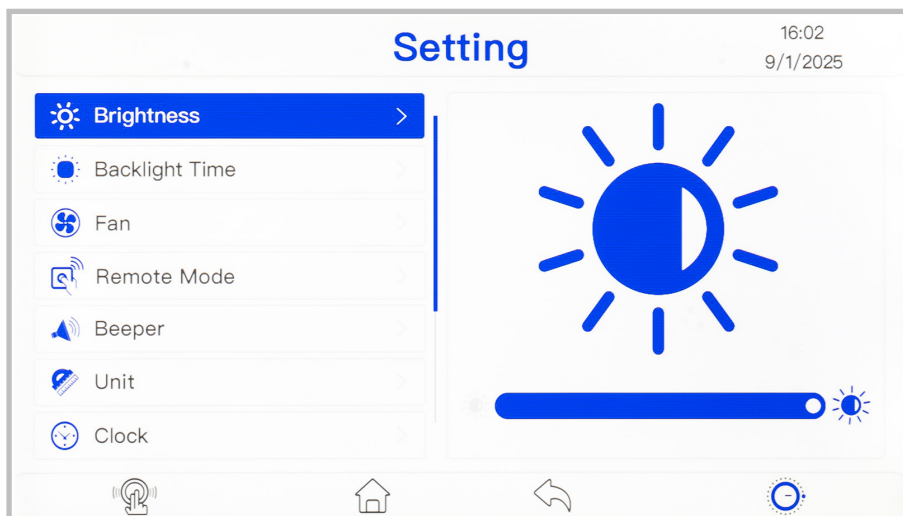 Setting
16:02
9/1/2025
Brightness
Backlight Time
Fan
Remote Mode
Beeper
Unit
Clock